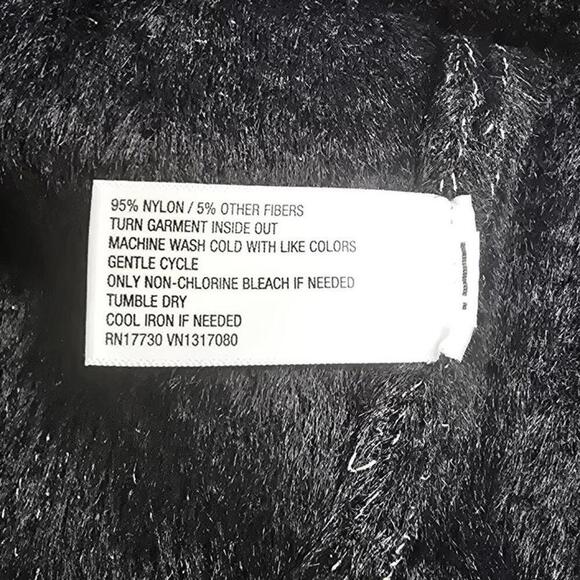 95% NYLON / 5% OTHER FIBERS
TURN GARMENT INSIDE OUT
MACHINE WASH COLD WITH LIKE COLORS
GENTLE CYCLE
ONLY NON-CHLORINE BLEACH IF NEEDED
TUMBLE DRY
COOL IRON IF NEEDED
RN17730 VN1317080